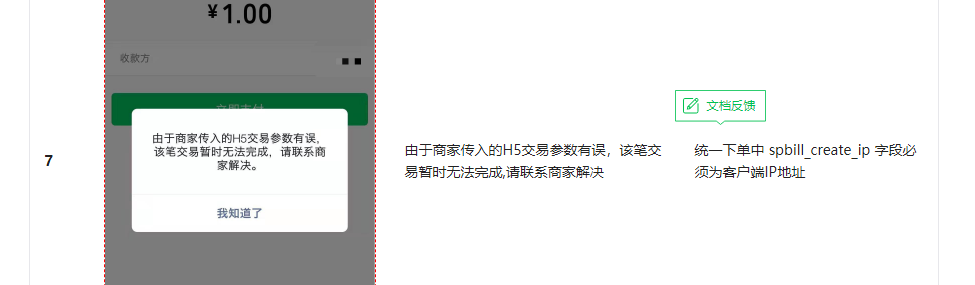 ¥1.00
收款方
立即支付
由于商家传入的H5交易参数有误，
该笔交易暂时无法完成，请联系商
家解决。
我知道了
7
由于商家传入的H5交易参数有误，该笔交
易暂时无法完成,请联系商家解决
文档反馈
统一下单中 spbill_create_ip 字段必
须为客户端IP地址